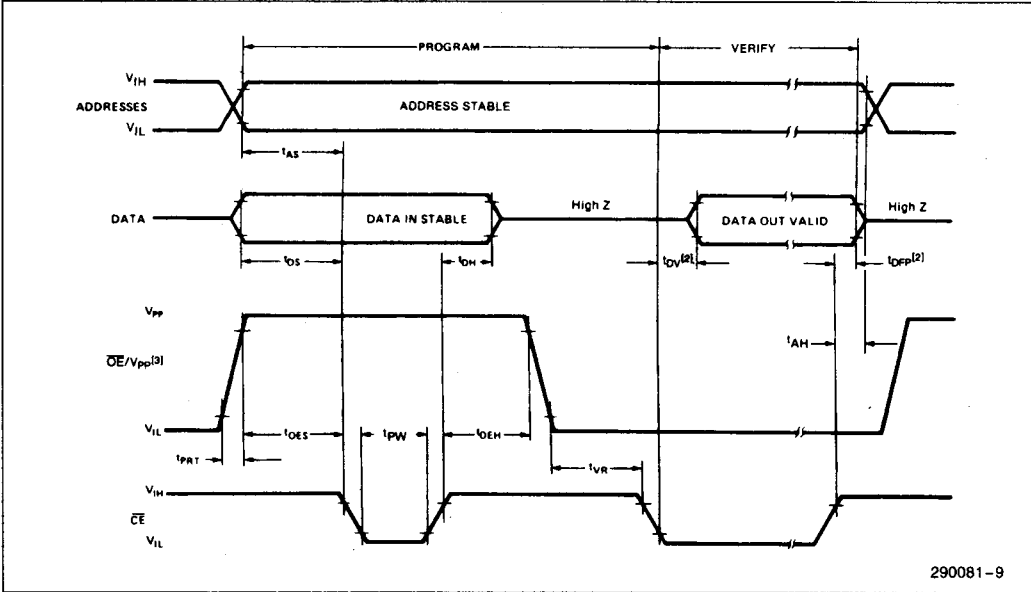 PROGRAM
VERIFY
VIH
ADDRESSES
ADDRESS STABLE
VIL
tAS
DATA
DATA IN STABLE
High Z
DATA OUT VALID
High Z
tDS
tDH
tDV[2]
tDFP[2]
VPP
OE/VPP[3]
tAH
VIL
tOES
tPW
tOEH
tPRT
tVR
VIH
CE
VIL
290081–9